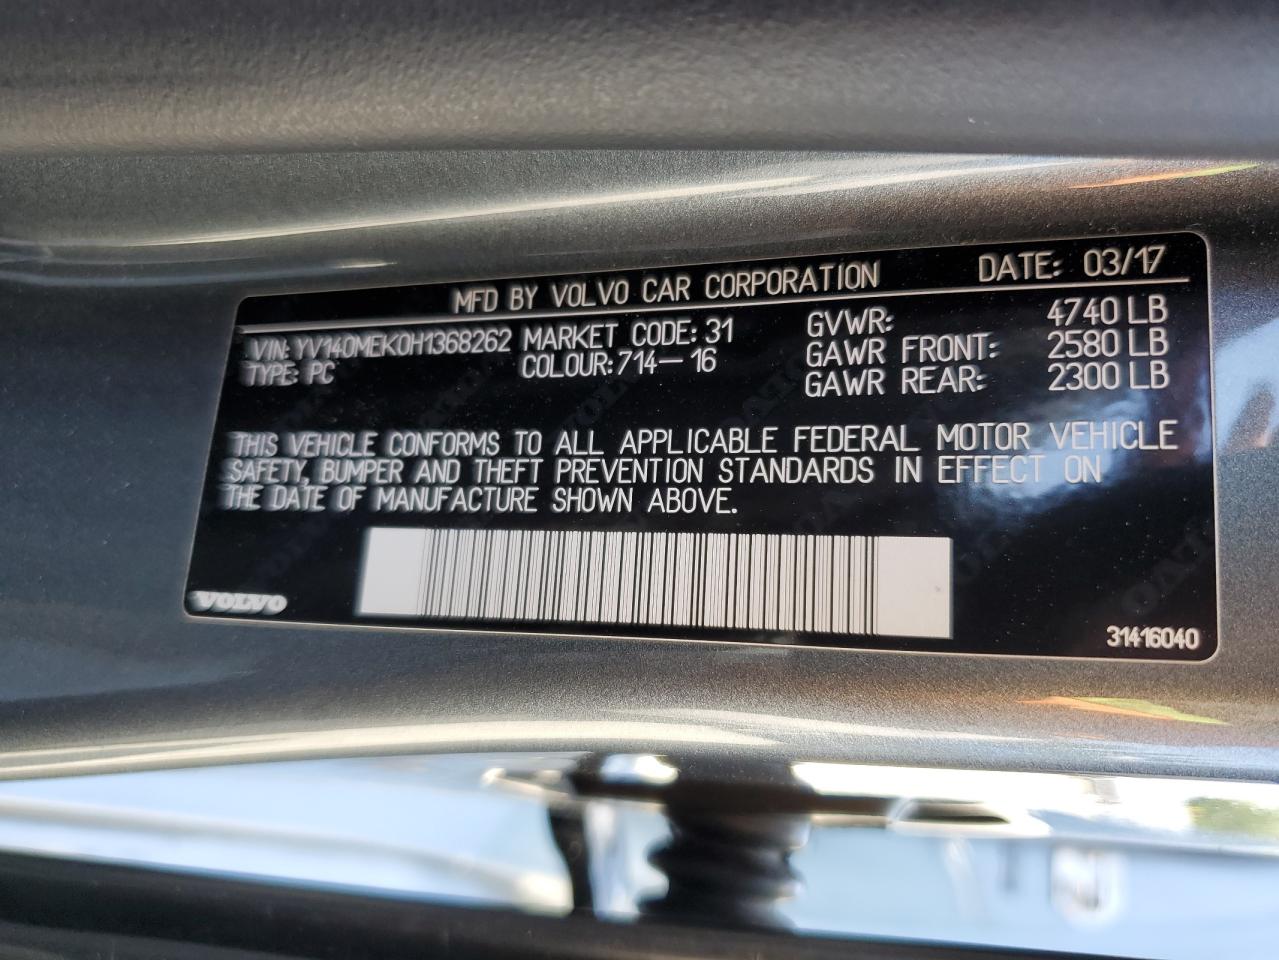 MFD BY VOLVO CAR CORPORATION DATE: 03/17
VIN: YV140MEK0H1368262 MARKET CODE: 31 GVWR: 4740 LB
TYPE: PC COLOUR: 714-16 GAWR FRONT: 2580 LB
GAWR REAR: 2300 LB
THIS VEHICLE CONFORMS TO ALL APPLICABLE FEDERAL MOTOR VEHICLE
SAFETY, BUMPER AND THEFT PREVENTION STANDARDS IN EFFECT ON
THE DATE OF MANUFACTURE SHOWN ABOVE.
VOLVO
31416040